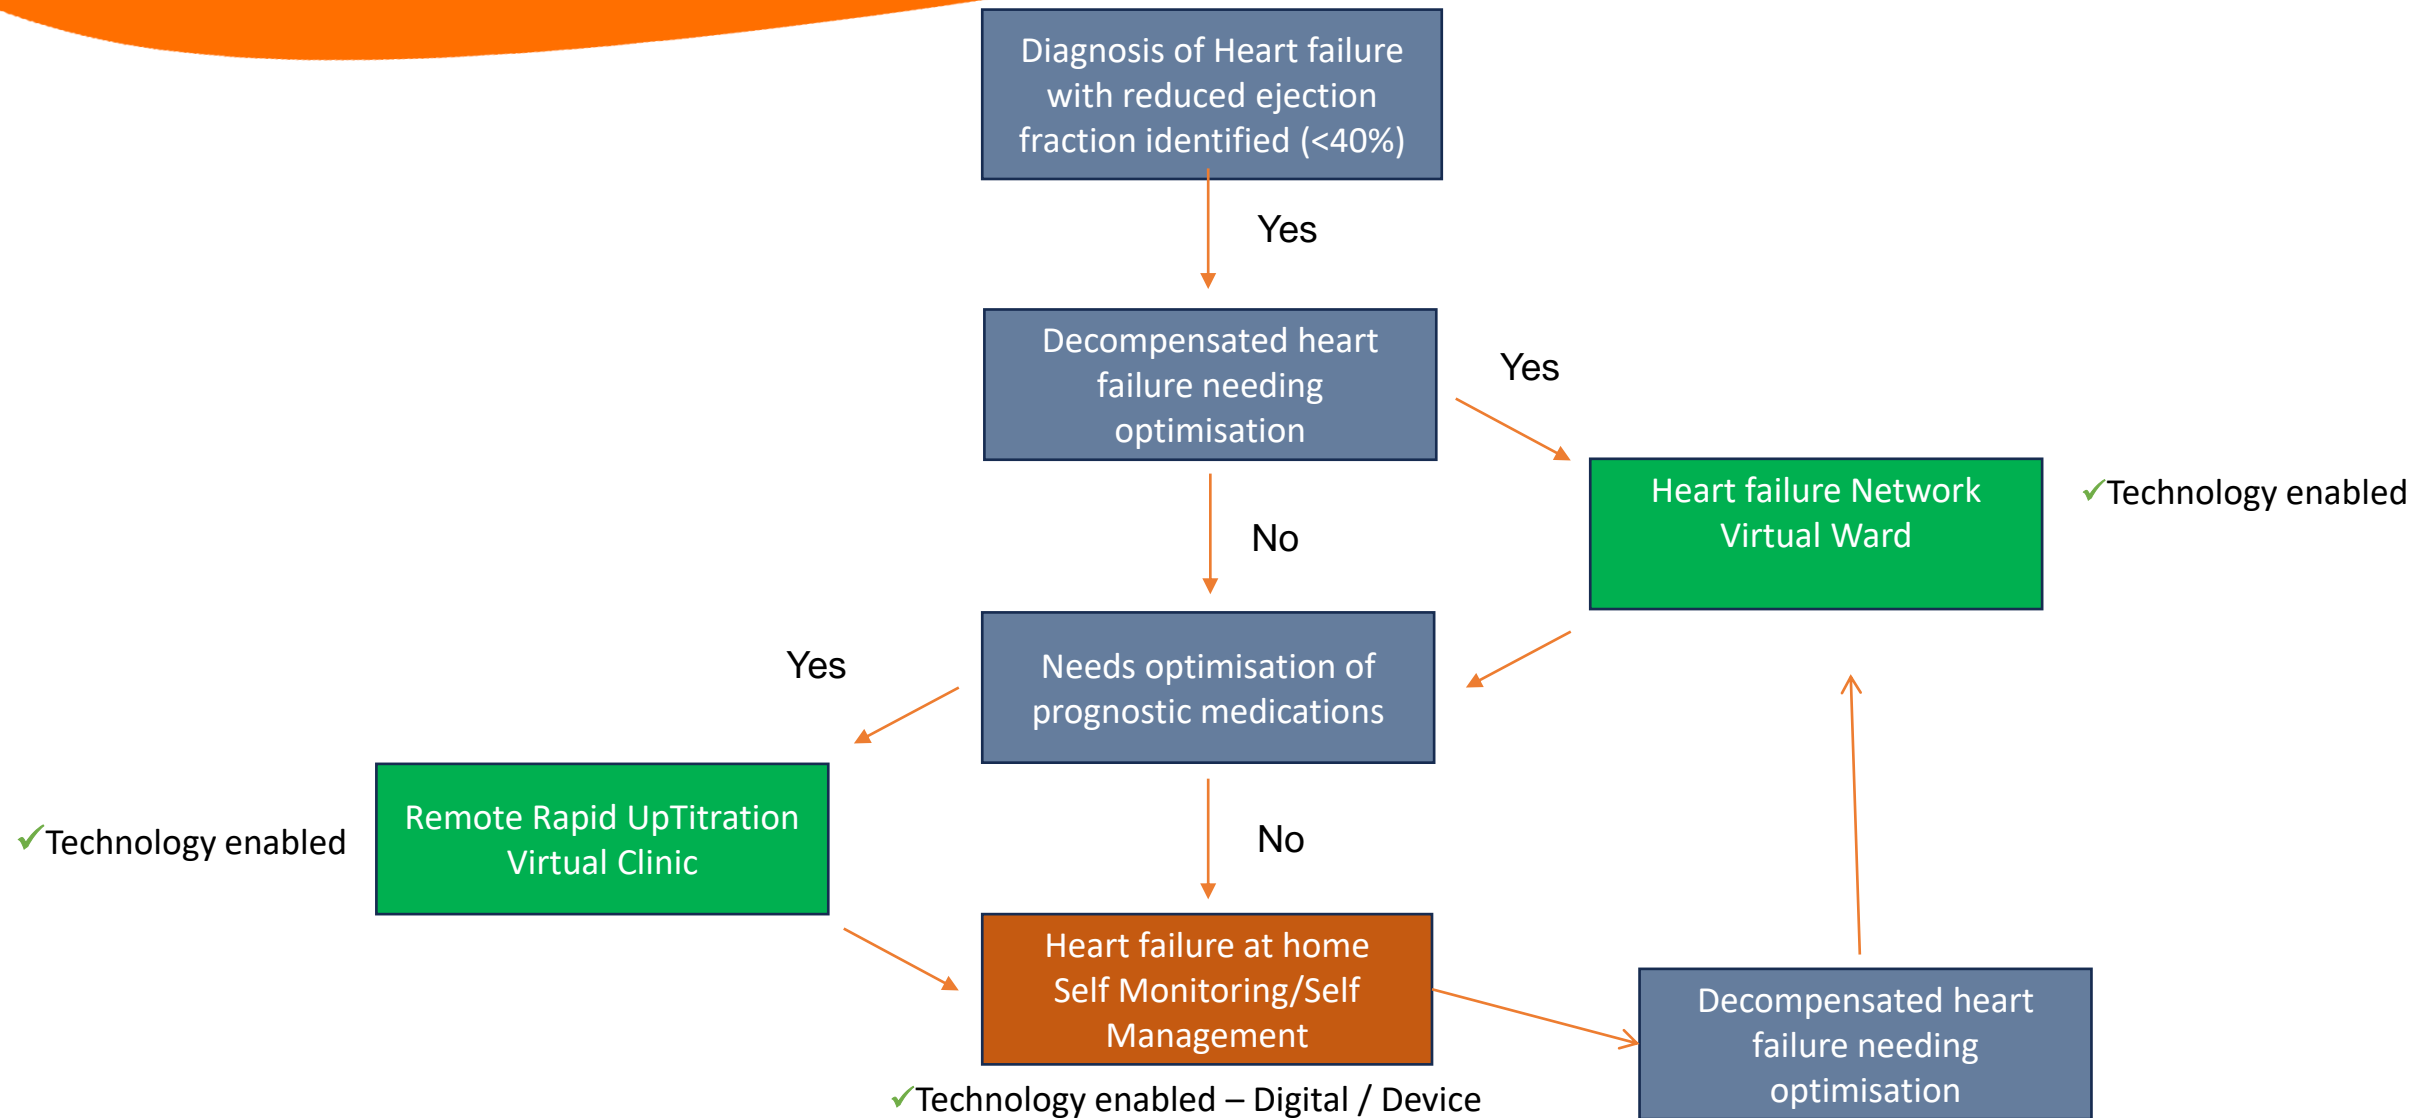 Diagnosis of Heart failure
with reduced ejection
fraction identified (<40%)
Yes
Decompensated heart
failure needing
optimisation
Yes
Heart failure Network
Virtual Ward
✓Technology enabled
No
Needs optimisation of
prognostic medications
Yes
Remote Rapid UpTitration
Virtual Clinic
✓Technology enabled
No
Heart failure at home
Self Monitoring/Self
Management
✓Technology enabled – Digital / Device
Decompensated heart
failure needing
optimisation